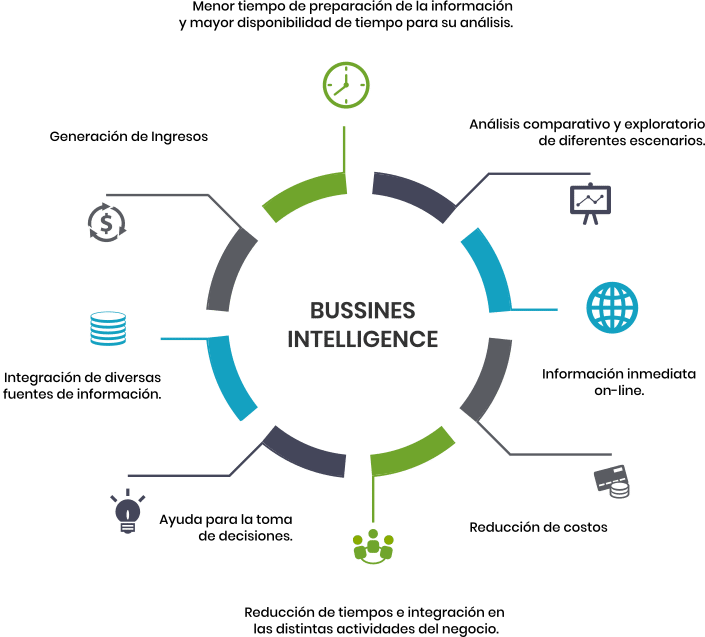 Menor tiempo de preparación de la información
y mayor disponibilidad de tiempo para su análisis.
Análisis comparativo y exploratorio
de diferentes escenarios.
Generación de Ingresos
$
BUSSINES
INTELLIGENCE
Información inmediata
on-line.
Integración de diversas
fuentes de información.
Ayuda para la toma
de decisiones.
Reducción de costos
Reducción de tiempos e integración en
las distintas actividades del negocio.